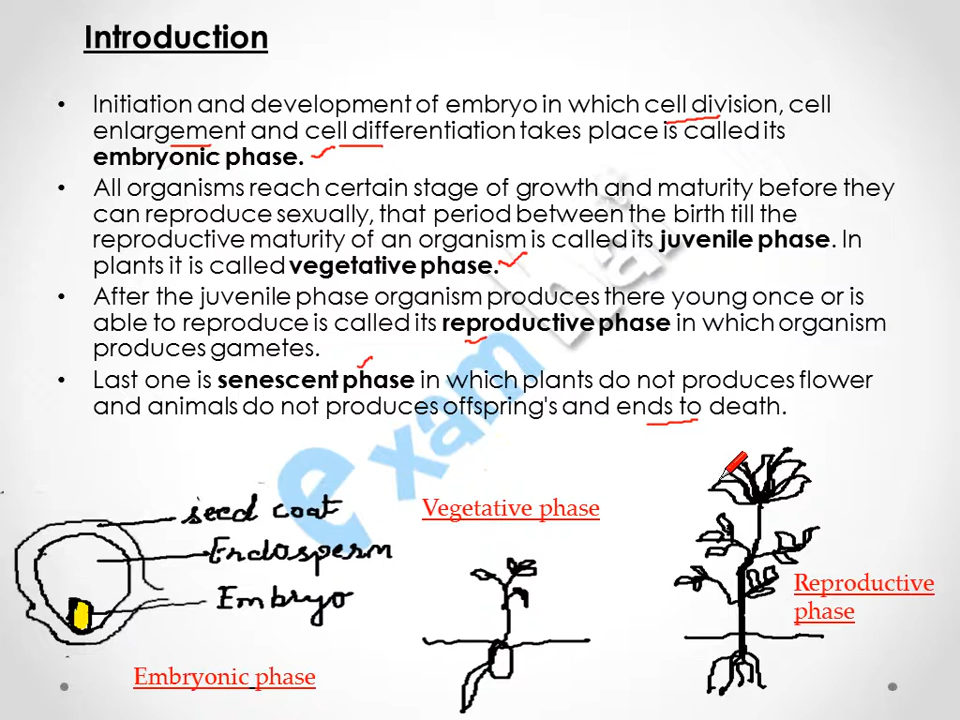 Introduction
• Initiation and development of embryo in which cell division, cell
enlargement and cell differentiation takes place is called its
embryonic phase.
• All organisms reach certain stage of growth and maturity before they
can reproduce sexually, that period between the birth till the
reproductive maturity of an organism is called its juvenile phase. In
plants it is called vegetative phase.
• After the juvenile phase organism produces there young once or is
able to reproduce is called its reproductive phase in which organism
produces gametes.
• Last one is senescent phase in which plants do not produces flower
and animals do not produces offspring's and ends to death.
examhai
seed coat
Endosperm
Embryo
Embryonic phase
Vegetative phase
Reproductive
phase